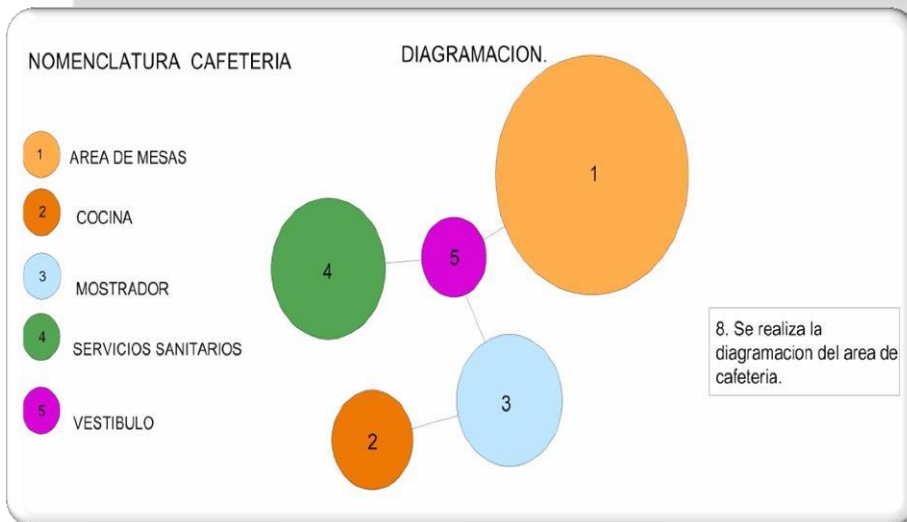 NOMENCLATURA CAFETERIA
DIAGRAMACION.
1 AREA DE MESAS
2 COCINA
3 MOSTRADOR
4 SERVICIOS SANITARIOS
5 VESTIBULO
1
4
5
3
2
8. Se realiza la
diagramacion del area de
cafeteria.